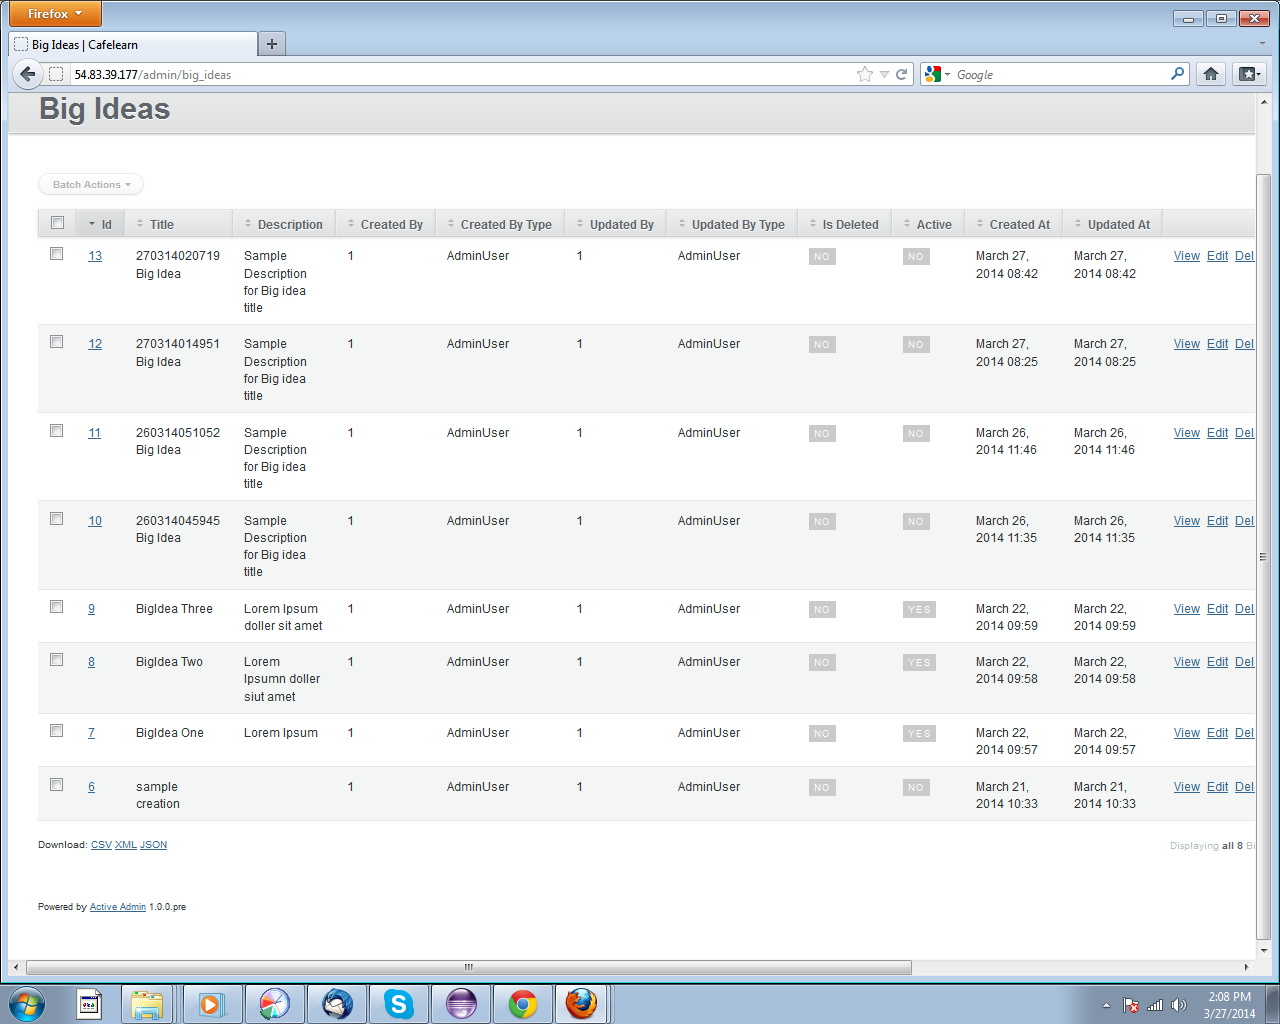 Firefox
Big Ideas | Cafelearn
54.83.39.177/admin/big_ideas
Google
Big Ideas
Batch Actions
Id Title Description Created By Created By Type Updated By Updated By Type Is Deleted Active Created At Updated At
13 270314020719 Sample 1 AdminUser 1 AdminUser NO NO March 27, March 27, View Edit Del
Big Idea Description 2014 08:42 2014 08:42
for Big idea
title
12 270314014951 Sample 1 AdminUser 1 AdminUser NO NO March 27, March 27, View Edit Del
Big Idea Description 2014 08:25 2014 08:25
for Big idea
title
11 260314051052 Sample 1 AdminUser 1 AdminUser NO NO March 26, March 26, View Edit Del
Big Idea Description 2014 11:46 2014 11:46
for Big idea
title
10 260314045945 Sample 1 AdminUser 1 AdminUser NO NO March 26, March 26, View Edit Del
Big Idea Description 2014 11:35 2014 11:35
for Big idea
title
9 BigIdea Three Lorem Ipsum 1 AdminUser 1 AdminUser NO YES March 22, March 22, View Edit Del
doller sit amet 2014 09:59 2014 09:59
8 BigIdea Two Lorem 1 AdminUser 1 AdminUser NO YES March 22, March 22, View Edit Del
Ipsumn doller 2014 09:58 2014 09:58
siut amet
7 BigIdea One Lorem Ipsum 1 AdminUser 1 AdminUser NO YES March 22, March 22, View Edit Del
2014 09:57 2014 09:57
6 sample 1 AdminUser 1 AdminUser NO NO March 21, March 21, View Edit Del
creation 2014 10:33 2014 10:33
Download: CSV XML JSON
Displaying all 8 Bi
Powered by Active Admin 1.0.0.pre
2:08 PM
3/27/2014